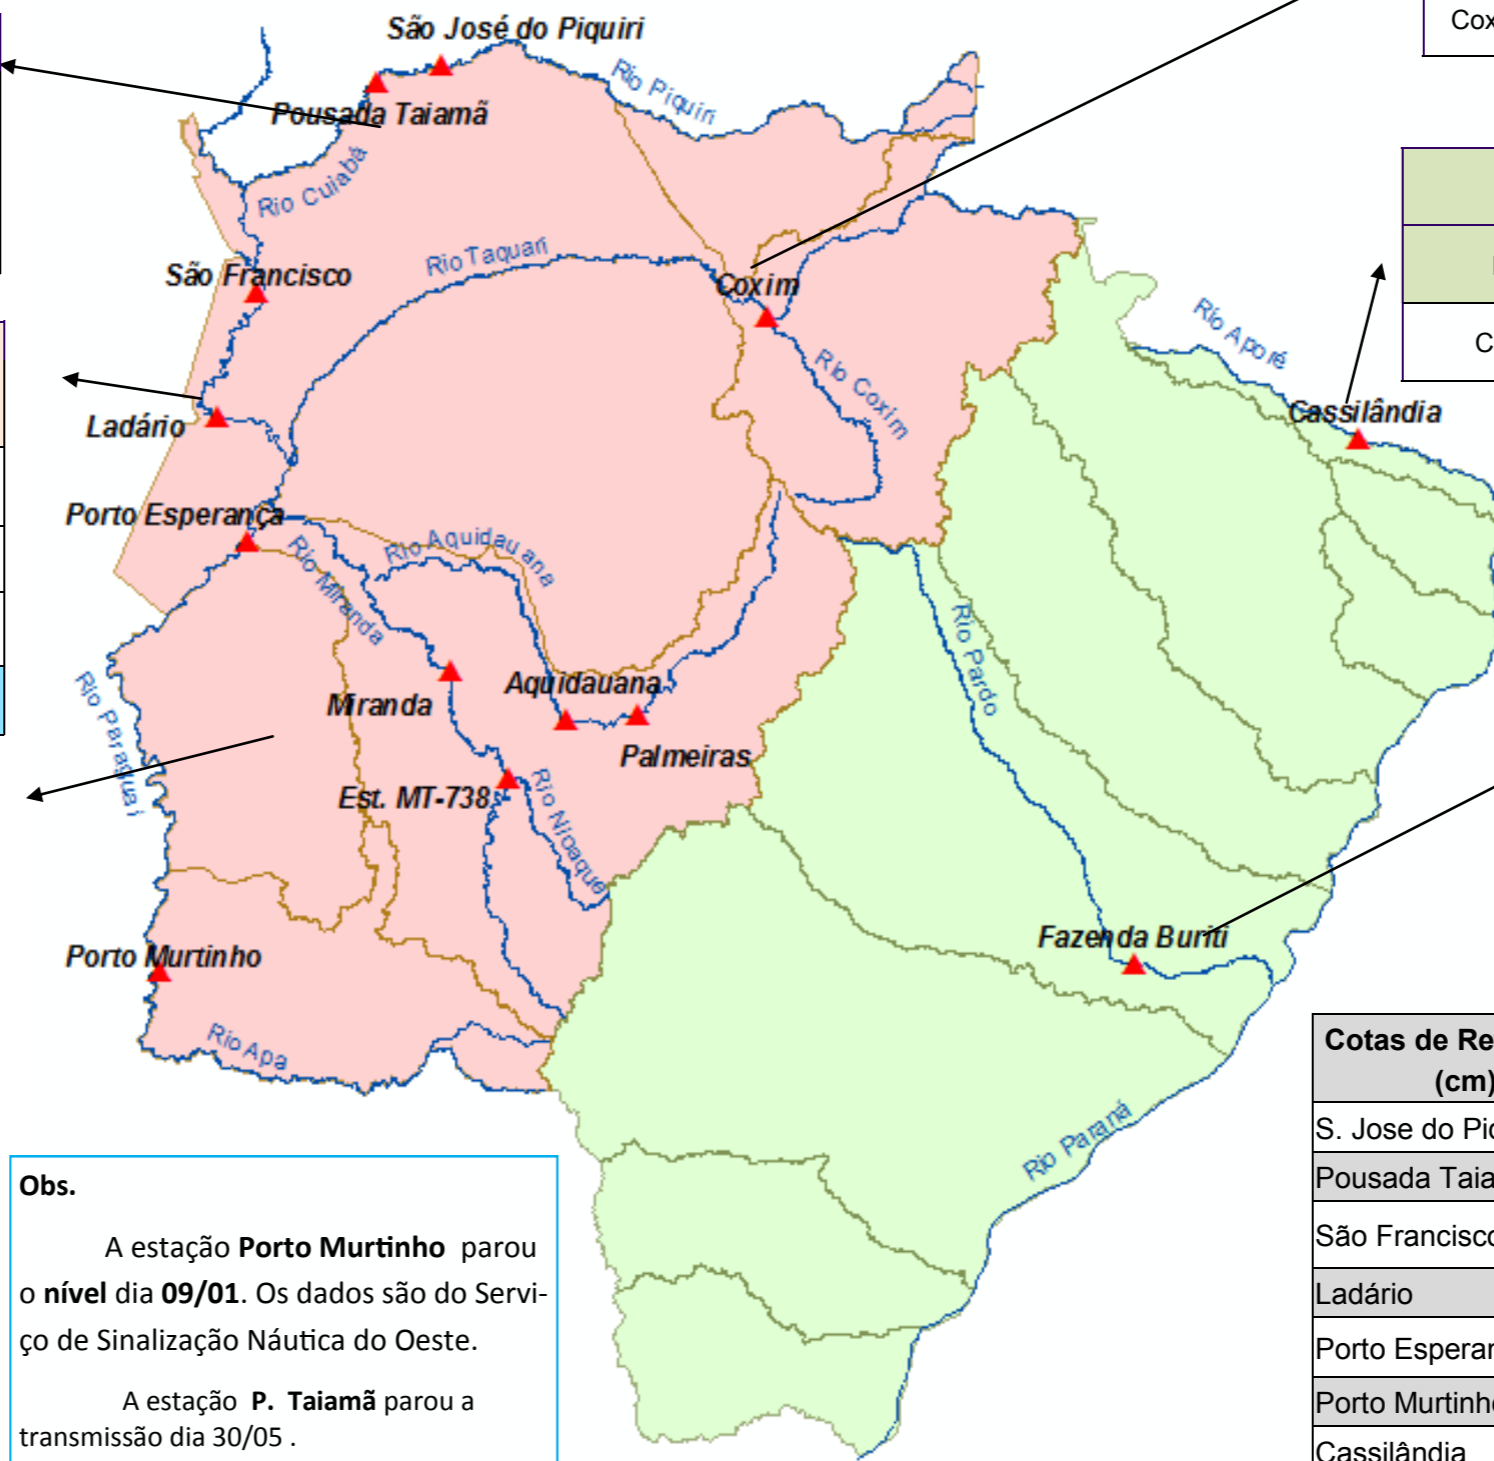 São José do Piquiri
Rio Piquiri
Pousada Taiamã
Rio Cuiabá
Rio Taquari
São Francisco
Coxim
Rio Coxim
Rio Aporé
Cassilândia
Ladário
Porto Esperança
Rio Aquidauana
Rio Miranda
Rio Pardo
Aquidauana
Miranda
Palmeiras
Rio Paraguai
Est. MT-738
Rio Nioaque
Fazenda Buriti
Porto Murtinho
Rio Apa
Rio Paraná
Obs.
A estação Porto Murtinho parou
o nível dia 09/01. Os dados são do Servi-
ço de Sinalização Náutica do Oeste.
A estação P. Taiamã parou a
transmissão dia 30/05 .
Cotas de Re
(cm)
S. Jose do Pi
Pousada Taia
São Francisco
Ladário
Porto Espera
Porto Murtinho
Cassilândia